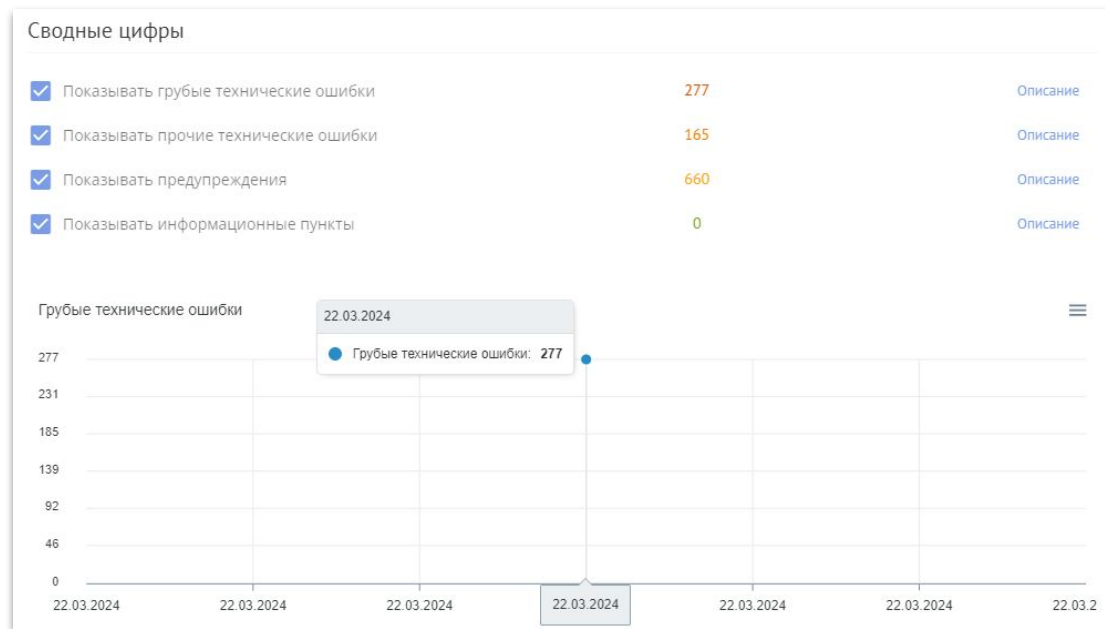 Сводные цифры
Показывать грубые технические ошибки 277 Описание
Показывать прочие технические ошибки 165 Описание
Показывать предупреждения 660 Описание
Показывать информационные пункты 0 Описание
Грубые технические ошибки
22.03.2024
Грубые технические ошибки: 277
277
231
185
139
92
46
0
22.03.2024 22.03.2024 22.03.2024 22.03.2024 22.03.2024 22.03.2024 22.03.2